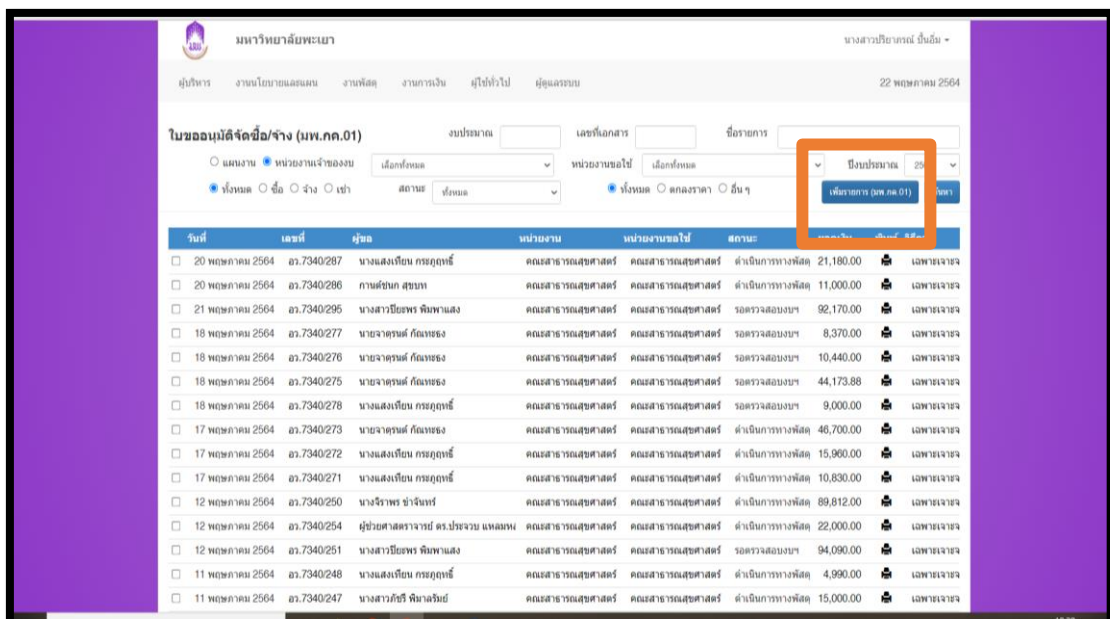 มหาวิทยาลัยพะเยา
นางสาวปริยาภรณ์ ปั้นอิ่ม
ผู้บริหาร งานนโยบายและแผน งานพัสดุ งานการเงิน ผู้ใช้ทั่วไป ผู้ดูแลระบบ 22 พฤษภาคม 2564
ใบขออนุมัติจัดซื้อ/จ้าง (มพ.กค.01) งบประมาณ เลขที่เอกสาร ชื่อรายการ
แผนงาน หน่วยงานเจ้าของงบ เลือกทั้งหมด หน่วยงานขอใช้ เลือกทั้งหมด ปีงบประมาณ
ทั้งหมด ซื้อ จ้าง เช่า สถานะ ทั้งหมด ทั้งหมด ตกลงราคา อื่น ๆ เพิ่มรายการ (มพ.กค.01)
วันที่ เลขที่ ผู้ขอ หน่วยงาน หน่วยงานขอใช้ สถานะ
20 พฤษภาคม 2564 อว.7340/287 นางแสงเทียน กระภูฤทธิ์ คณะสาธารณสุขศาสตร์ คณะสาธารณสุขศาสตร์ ดำเนินการทางพัสดุ 21,180.00 เฉพาะเจาะจ
20 พฤษภาคม 2564 อว.7340/286 กานต์ชนก สุขบท คณะสาธารณสุขศาสตร์ คณะสาธารณสุขศาสตร์ ดำเนินการทางพัสดุ 11,000.00 เฉพาะเจาะจ
21 พฤษภาคม 2564 อว.7340/295 นางสาวปิยะพร พิมพาแสง คณะสาธารณสุขศาสตร์ คณะสาธารณสุขศาสตร์ รอตรวจสอบงบฯ 92,170.00 เฉพาะเจาะจ
18 พฤษภาคม 2564 อว.7340/277 นายจาตุรนต์ กัณทะธง คณะสาธารณสุขศาสตร์ คณะสาธารณสุขศาสตร์ รอตรวจสอบงบฯ 8,370.00 เฉพาะเจาะจ
18 พฤษภาคม 2564 อว.7340/276 นายจาตุรนต์ กัณทะธง คณะสาธารณสุขศาสตร์ คณะสาธารณสุขศาสตร์ รอตรวจสอบงบฯ 10,440.00 เฉพาะเจาะจ
18 พฤษภาคม 2564 อว.7340/275 นายจาตุรนต์ กัณทะธง คณะสาธารณสุขศาสตร์ คณะสาธารณสุขศาสตร์ รอตรวจสอบงบฯ 44,173.88 เฉพาะเจาะจ
18 พฤษภาคม 2564 อว.7340/278 นางแสงเทียน กระภูฤทธิ์ คณะสาธารณสุขศาสตร์ คณะสาธารณสุขศาสตร์ รอตรวจสอบงบฯ 9,000.00 เฉพาะเจาะจ
17 พฤษภาคม 2564 อว.7340/273 นายจาตุรนต์ กัณทะธง คณะสาธารณสุขศาสตร์ คณะสาธารณสุขศาสตร์ ดำเนินการทางพัสดุ 46,700.00 เฉพาะเจาะจ
17 พฤษภาคม 2564 อว.7340/272 นางแสงเทียน กระภูฤทธิ์ คณะสาธารณสุขศาสตร์ คณะสาธารณสุขศาสตร์ ดำเนินการทางพัสดุ 15,960.00 เฉพาะเจาะจ
17 พฤษภาคม 2564 อว.7340/271 นางแสงเทียน กระภูฤทธิ์ คณะสาธารณสุขศาสตร์ คณะสาธารณสุขศาสตร์ ดำเนินการทางพัสดุ 10,830.00 เฉพาะเจาะจ
12 พฤษภาคม 2564 อว.7340/250 นางจิราพร ขำจันทร์ คณะสาธารณสุขศาสตร์ คณะสาธารณสุขศาสตร์ ดำเนินการทางพัสดุ 89,812.00 เฉพาะเจาะจ
12 พฤษภาคม 2564 อว.7340/254 ผู้ช่วยศาสตราจารย์ ดร.ประจวบ แหลมห คณะสาธารณสุขศาสตร์ คณะสาธารณสุขศาสตร์ ดำเนินการทางพัสดุ 22,000.00 เฉพาะเจาะจ
12 พฤษภาคม 2564 อว.7340/251 นางสาวปิยะพร พิมพาแสง คณะสาธารณสุขศาสตร์ คณะสาธารณสุขศาสตร์ รอตรวจสอบงบฯ 94,090.00 เฉพาะเจาะจ
11 พฤษภาคม 2564 อว.7340/248 นางแสงเทียน กระภูฤทธิ์ คณะสาธารณสุขศาสตร์ คณะสาธารณสุขศาสตร์ ดำเนินการทางพัสดุ 4,990.00 เฉพาะเจาะจ
11 พฤษภาคม 2564 อว.7340/247 นางสาวภัชรี พิมาลรัมย์ คณะสาธารณสุขศาสตร์ คณะสาธารณสุขศาสตร์ ดำเนินการทางพัสดุ 15,000.00 เฉพาะเจาะจ